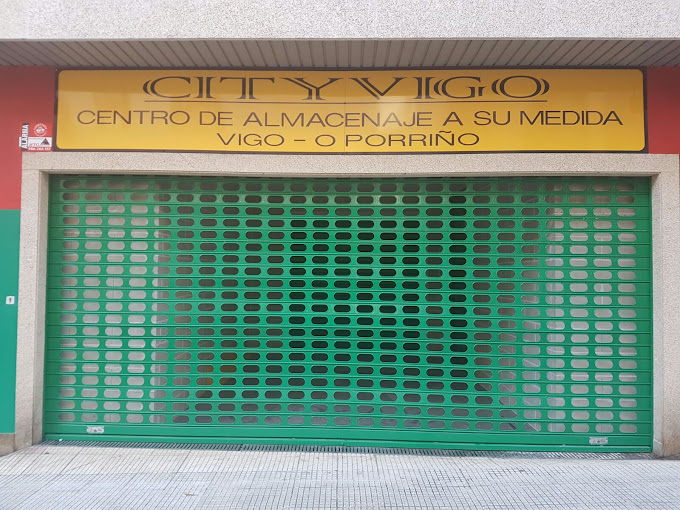 CITYVIGO
CENTRO DE ALMACENAJE A SU MEDIDA
VIGO - O PORRIÑO
ALARMA